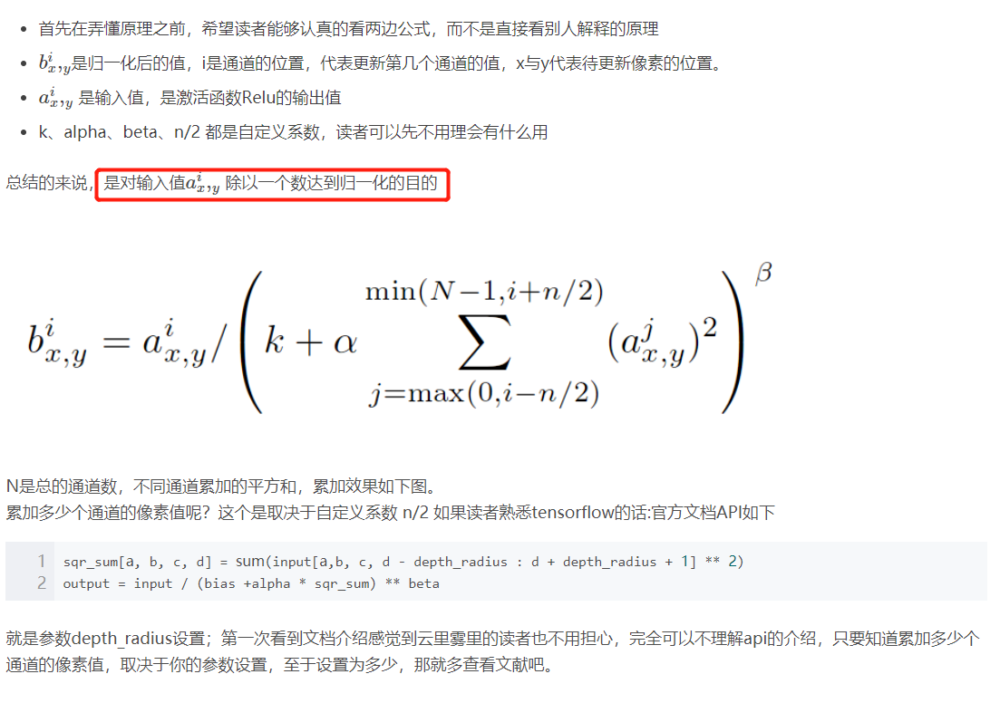 首先在弄懂原理之前，希望读者能够认真的看两边公式，而不是直接看别人解释的原理
b^i_{x,y}是归一化后的值，i是通道的位置，代表更新第几个通道的值，x与y代表待更新像素的位置。
a^i_{x,y} 是输入值，是激活函数Relu的输出值
k、alpha、beta、n/2 都是自定义系数，读者可以先不用理会有什么用
总结的来说，是对输入值a^i_{x,y} 除以一个数达到归一化的目的
b^i_{x,y} = a^i_{x,y} / ( k + α ∑_{j=max(0,i−n/2)}^{min(N−1,i+n/2)} (a^j_{x,y})^2 )^β
N是总的通道数，不同通道累加的平方和，累加效果如下图。
累加多少个通道的像素值呢？这个是取决于自定义系数 n/2 如果读者熟悉tensorflow的话:官方文档API如下
1 sqr_sum[a, b, c, d] = sum(input[a,b, c, d - depth_radius : d + depth_radius + 1] ** 2)
2 output = input / (bias +alpha * sqr_sum) ** beta
就是参数depth_radius设置；第一次看到文档介绍感觉到云里雾里的读者也不用担心，完全可以不理解api的介绍，只要知道累加多少个
通道的像素值，取决于你的参数设置，至于设置为多少，那就多查看文献吧。